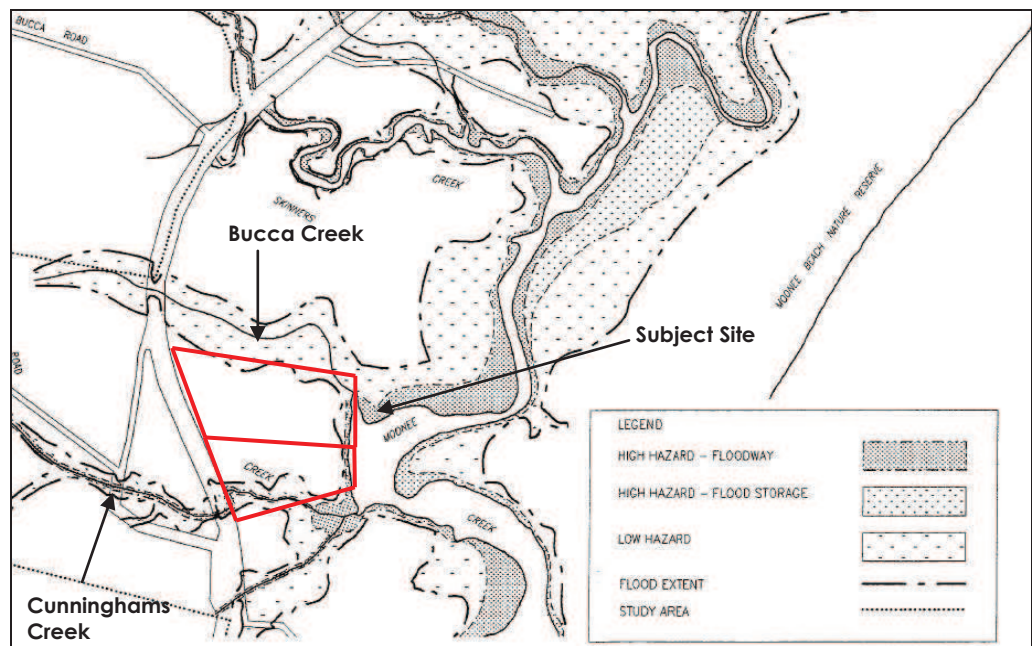 BUCCA ROAD
SKINNERS
CREEK
Bucca Creek
MOONEE BEACH NATURE RESERVE
Subject Site
ROAD
MOONEE
CREEK
CREEK
Cunninghams
Creek
LEGEND
HIGH HAZARD - FLOODWAY
HIGH HAZARD - FLOOD STORAGE
LOW HAZARD
FLOOD EXTENT
STUDY AREA